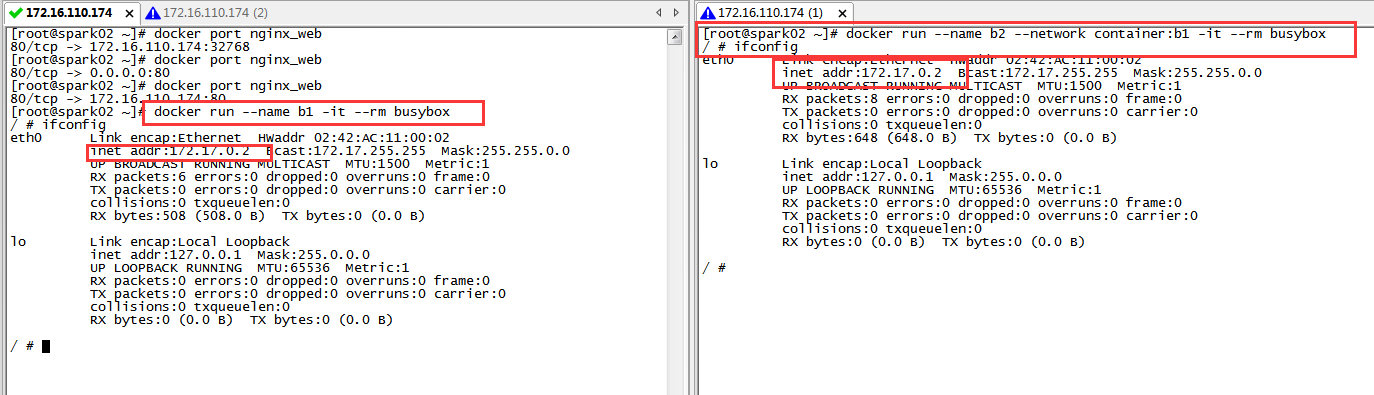 172.16.110.174
172.16.110.174 (2)
[root@spark02 ~]# docker port nginx_web
80/tcp -> 172.16.110.174:32768
[root@spark02 ~]# docker port nginx_web
80/tcp -> 0.0.0.0:80
[root@spark02 ~]# docker port nginx_web
80/tcp -> 172.16.110.174:80
[root@spark02 ~]# docker run --name b1 -it --rm busybox
/ # ifconfig
eth0 Link encap:Ethernet HWaddr 02:42:AC:11:00:02
inet addr:172.17.0.2 Bcast:172.17.255.255 Mask:255.255.0.0
UP BROADCAST RUNNING MULTICAST MTU:1500 Metric:1
RX packets:6 errors:0 dropped:0 overruns:0 frame:0
TX packets:0 errors:0 dropped:0 overruns:0 carrier:0
collisions:0 txqueuelen:0
RX bytes:508 (508.0 B) TX bytes:0 (0.0 B)
lo Link encap:Local Loopback
inet addr:127.0.0.1 Mask:255.0.0.0
UP LOOPBACK RUNNING MTU:65536 Metric:1
RX packets:0 errors:0 dropped:0 overruns:0 frame:0
TX packets:0 errors:0 dropped:0 overruns:0 carrier:0
collisions:0 txqueuelen:0
RX bytes:0 (0.0 B) TX bytes:0 (0.0 B)
/ #
172.16.110.174 (1)
[root@spark02 ~]# docker run --name b2 --network container:b1 -it --rm busybox
/ # ifconfig
eth0 Link encap:Ethernet HWaddr 02:42:AC:11:00:02
inet addr:172.17.0.2 Bcast:172.17.255.255 Mask:255.255.0.0
UP BROADCAST RUNNING MULTICAST MTU:1500 Metric:1
RX packets:8 errors:0 dropped:0 overruns:0 frame:0
TX packets:0 errors:0 dropped:0 overruns:0 carrier:0
collisions:0 txqueuelen:0
RX bytes:648 (648.0 B) TX bytes:0 (0.0 B)
lo Link encap:Local Loopback
inet addr:127.0.0.1 Mask:255.0.0.0
UP LOOPBACK RUNNING MTU:65536 Metric:1
RX packets:0 errors:0 dropped:0 overruns:0 frame:0
TX packets:0 errors:0 dropped:0 overruns:0 carrier:0
collisions:0 txqueuelen:0
RX bytes:0 (0.0 B) TX bytes:0 (0.0 B)
/ #